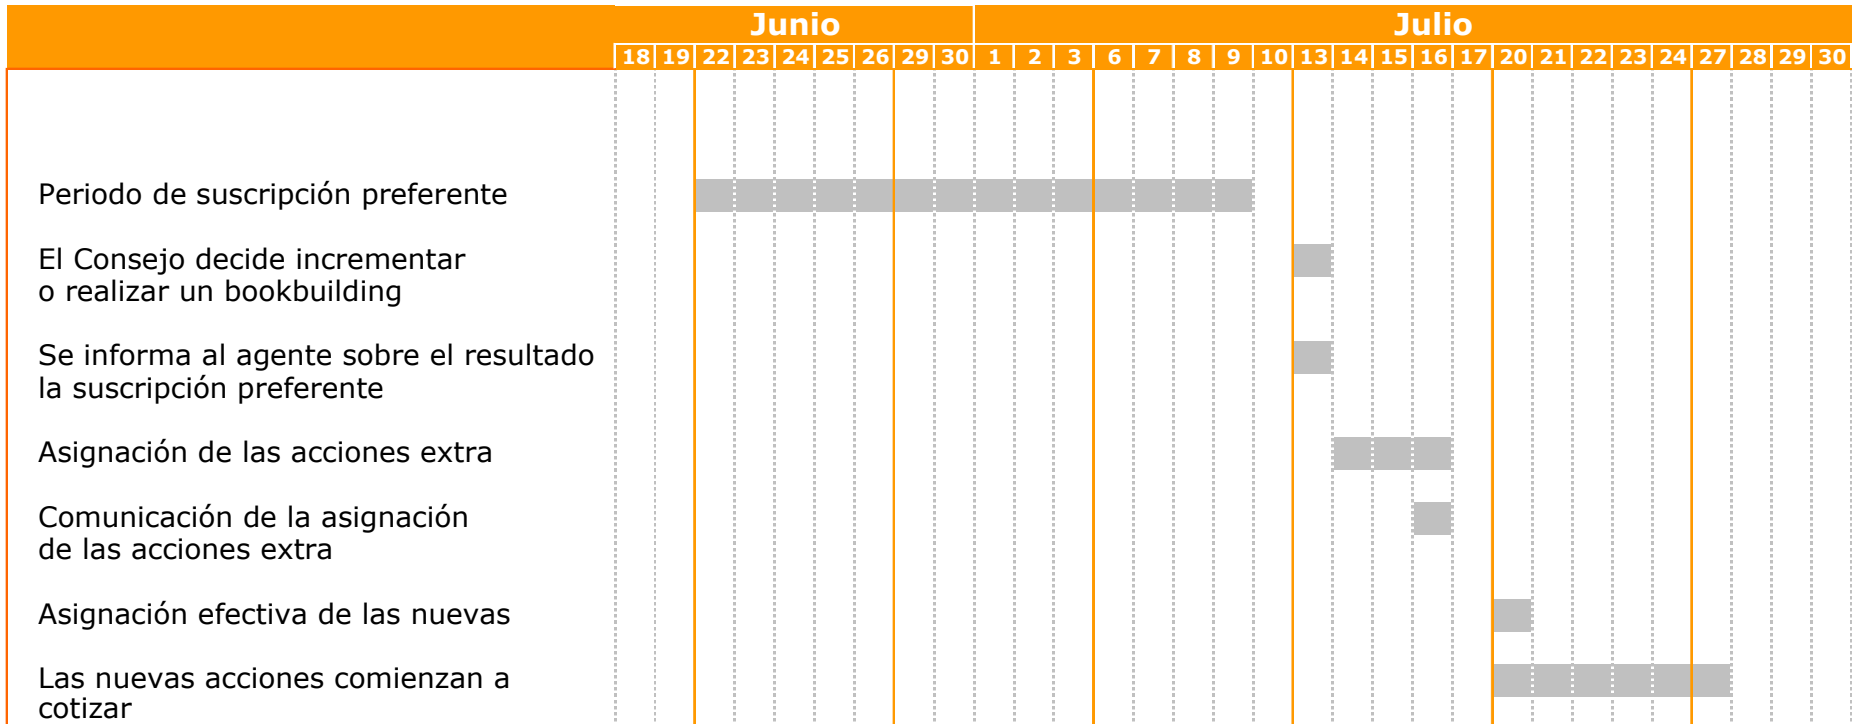 Junio Julio
18 19 22 23 24 25 26 29 30 1 2 3 6 7 8 9 10 13 14 15 16 17 20 21 22 23 24 27 28 29 30
Periodo de suscripción preferente
El Consejo decide incrementar
o realizar un bookbuilding
Se informa al agente sobre el resultado
la suscripción preferente
Asignación de las acciones extra
Comunicación de la asignación
de las acciones extra
Asignación efectiva de las nuevas
Las nuevas acciones comienzan a
cotizar